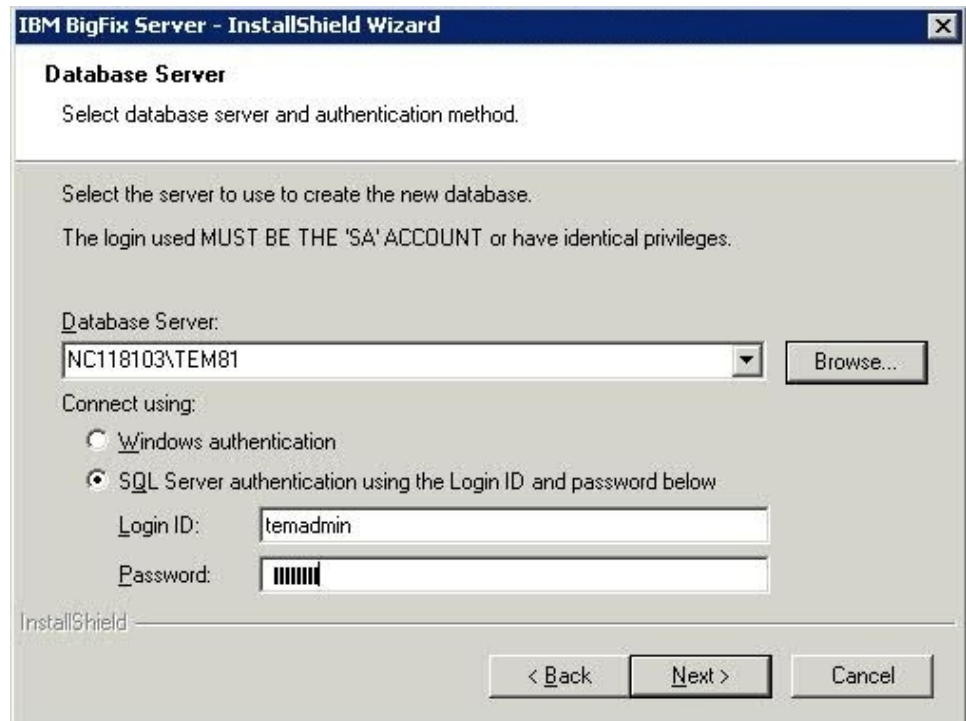 IBM BigFix Server - InstallShield Wizard
Database Server
Select database server and authentication method.
Select the server to use to create the new database.
The login used MUST BE THE 'SA' ACCOUNT or have identical privileges.
Database Server:
NC118103\TEM81
Browse...
Connect using:
Windows authentication
SQL Server authentication using the Login ID and password below
Login ID:
temadmin
Password:
InstallShield
< Back
Next >
Cancel